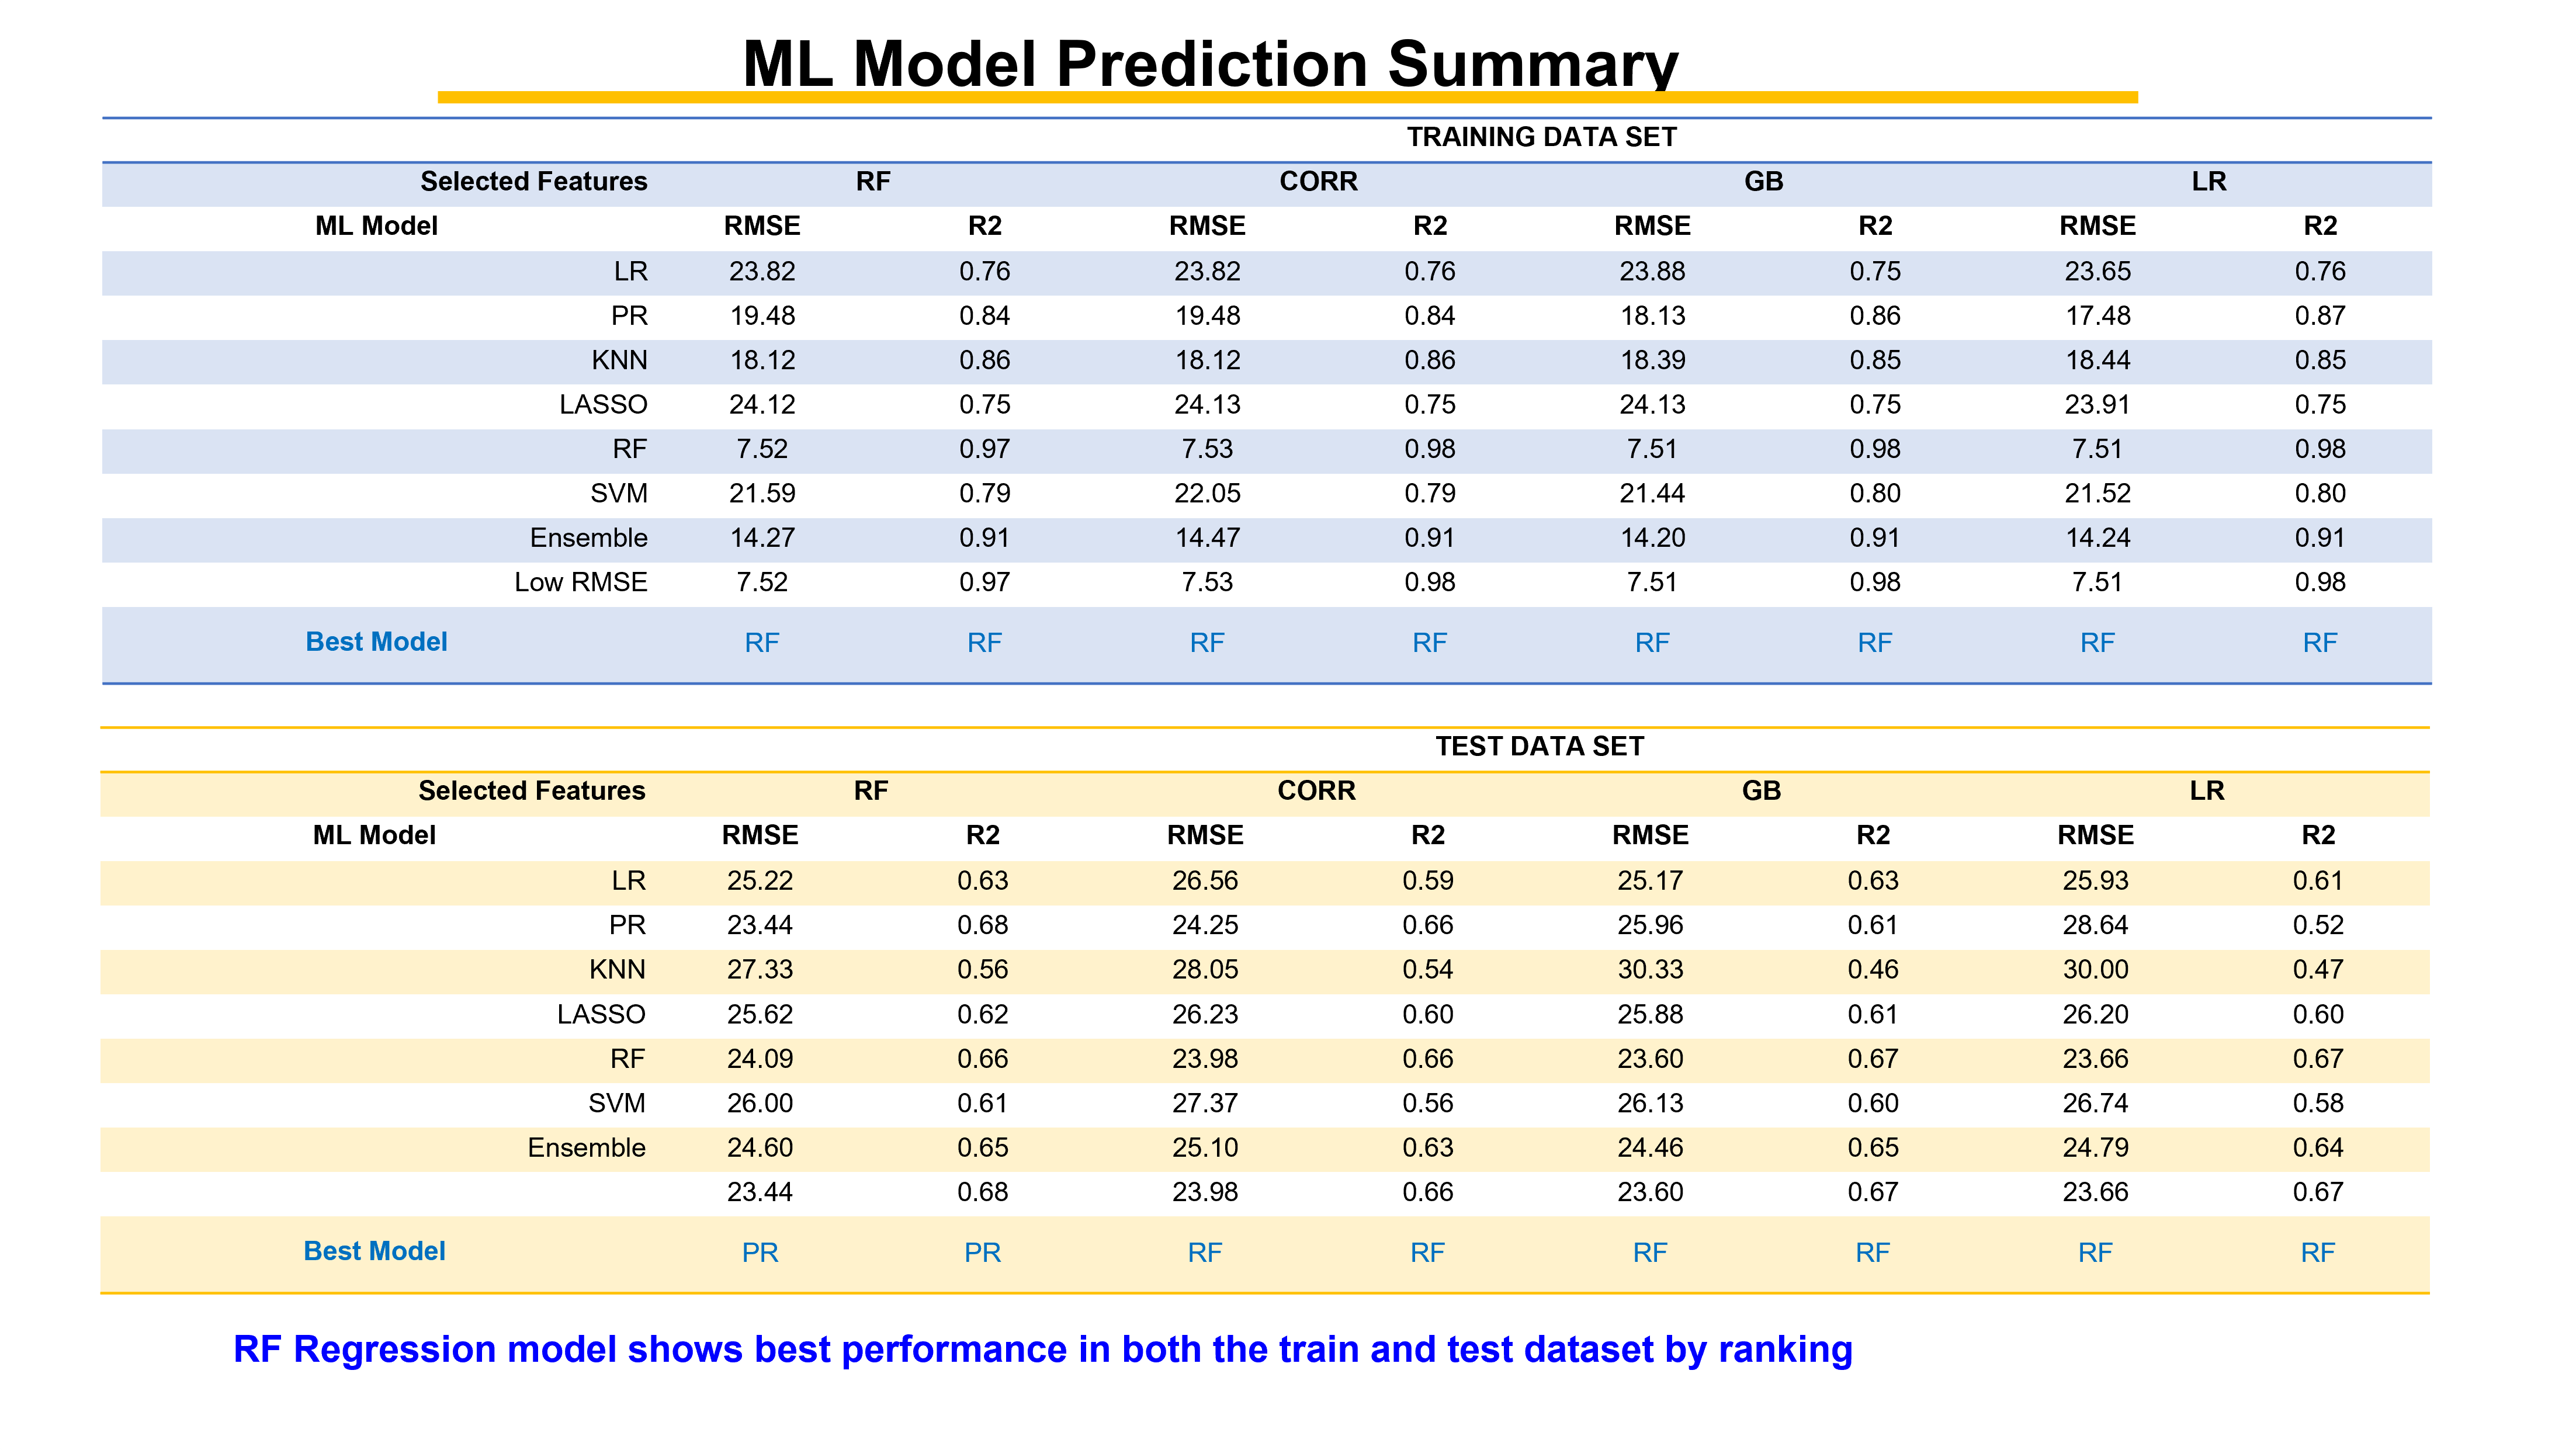 ML Model Prediction Summary
TRAINING DATA SET
Selected Features RF CORR GB LR
ML Model RMSE R2 RMSE R2 RMSE R2 RMSE R2
LR 23.82 0.76 23.82 0.76 23.88 0.75 23.65 0.76
PR 19.48 0.84 19.48 0.84 18.13 0.86 17.48 0.87
KNN 18.12 0.86 18.12 0.86 18.39 0.85 18.44 0.85
LASSO 24.12 0.75 24.13 0.75 24.13 0.75 23.91 0.75
RF 7.52 0.97 7.53 0.98 7.51 0.98 7.51 0.98
SVM 21.59 0.79 22.05 0.79 21.44 0.80 21.52 0.80
Ensemble 14.27 0.91 14.47 0.91 14.20 0.91 14.24 0.91
Low RMSE 7.52 0.97 7.53 0.98 7.51 0.98 7.51 0.98
Best Model RF RF RF RF RF RF RF RF
TEST DATA SET
Selected Features RF CORR GB LR
ML Model RMSE R2 RMSE R2 RMSE R2 RMSE R2
LR 25.22 0.63 26.56 0.59 25.17 0.63 25.93 0.61
PR 23.44 0.68 24.25 0.66 25.96 0.61 28.64 0.52
KNN 27.33 0.56 28.05 0.54 30.33 0.46 30.00 0.47
LASSO 25.62 0.62 26.23 0.60 25.88 0.61 26.20 0.60
RF 24.09 0.66 23.98 0.66 23.60 0.67 23.66 0.67
SVM 26.00 0.61 27.37 0.56 26.13 0.60 26.74 0.58
Ensemble 24.60 0.65 25.10 0.63 24.46 0.65 24.79 0.64
23.44 0.68 23.98 0.66 23.60 0.67 23.66 0.67
Best Model PR PR RF RF RF RF RF RF
RF Regression model shows best performance in both the train and test dataset by ranking